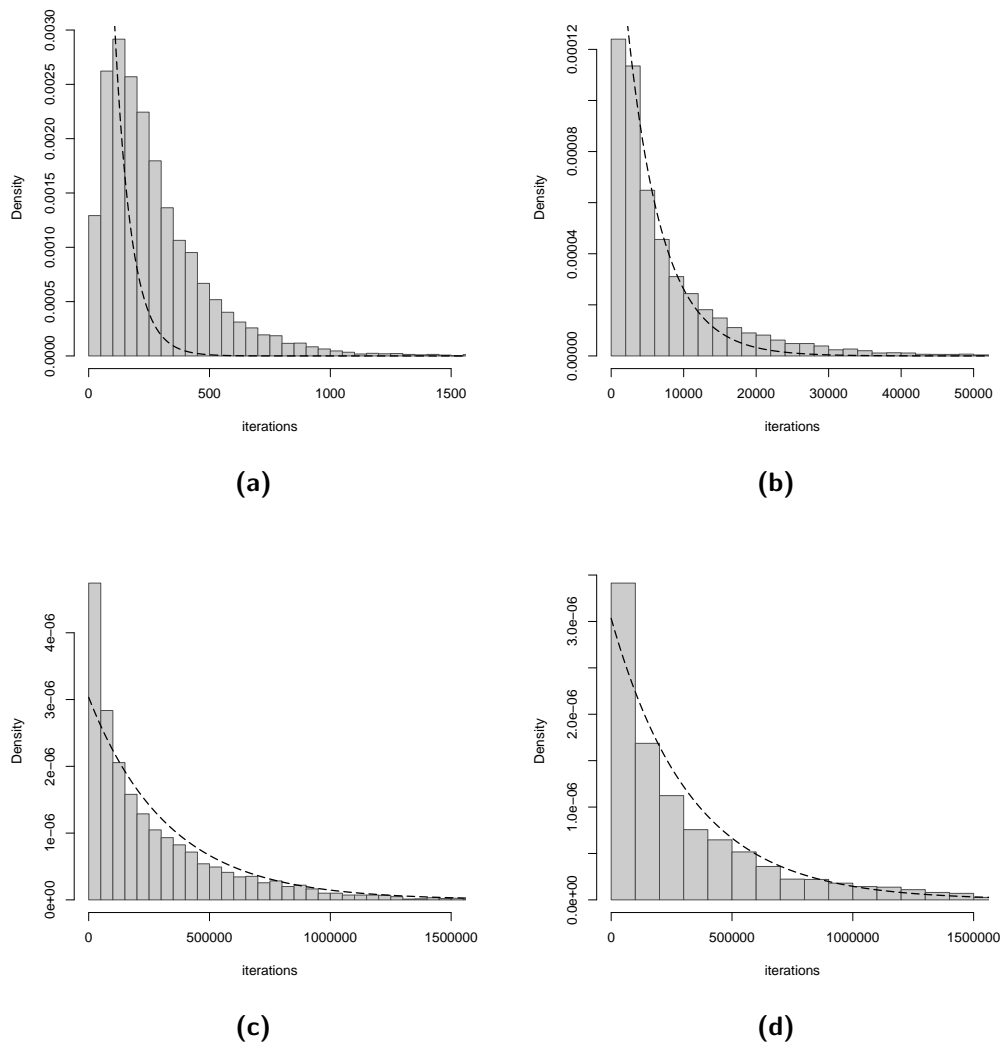 Density
0.0000 0.0005 0.0010 0.0015 0.0020 0.0025 0.0030
0 500 1000 1500
iterations
(a)
Density
0.00000 0.00004 0.00008 0.00012
0 10000 20000 30000 40000 50000
iterations
(b)
Density
0e+00 1e-06 2e-06 3e-06 4e-06
0 500000 1000000 1500000
iterations
(c)
Density
0.0e+00 1.0e-06 2.0e-06 3.0e-06
0 500000 1000000 1500000
iterations
(d)